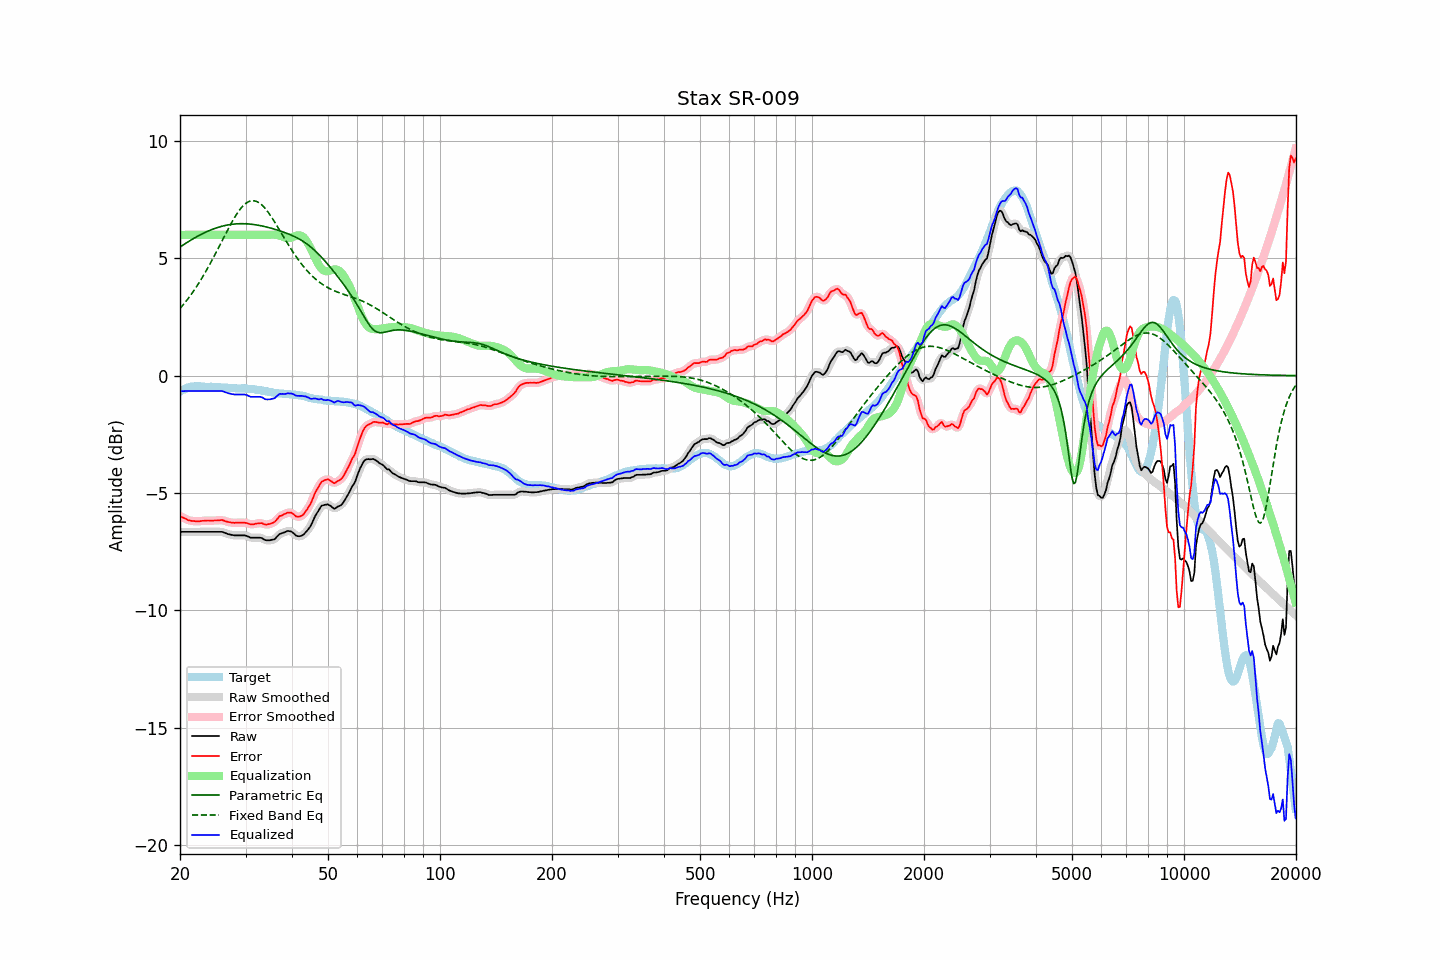 Stax SR-009
Amplitude (dBr)
10
5
0
−5
−10
−15
−20
Target
Raw Smoothed
Error Smoothed
Raw
Error
Equalization
Parametric Eq
Fixed Band Eq
Equalized
20 50 100 200 500 1000 2000 5000 10000 20000
Frequency (Hz)